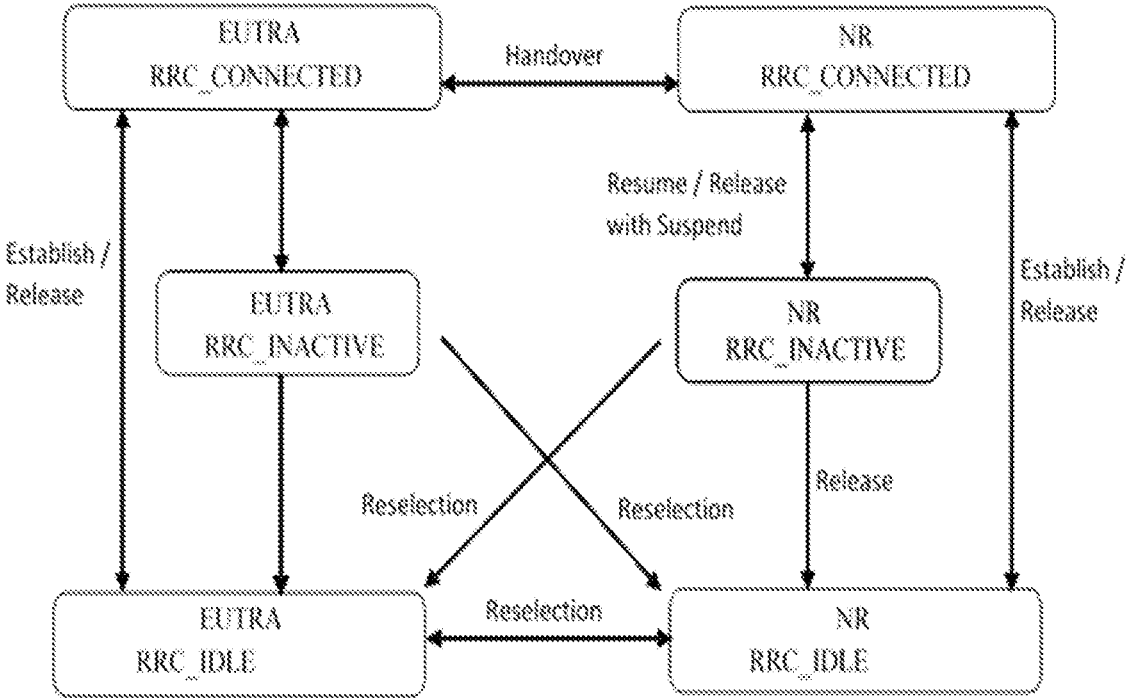 EUTRA
RRC_CONNECTED
Handover
NR
RRC_CONNECTED
Establish /
Release
Resume / Release
with Suspend
Establish /
Release
EUTRA
RRC_INACTIVE
NR
RRC_INACTIVE
Reselection
Reselection
Release
EUTRA
RRC_IDLE
Reselection
NR
RRC_IDLE